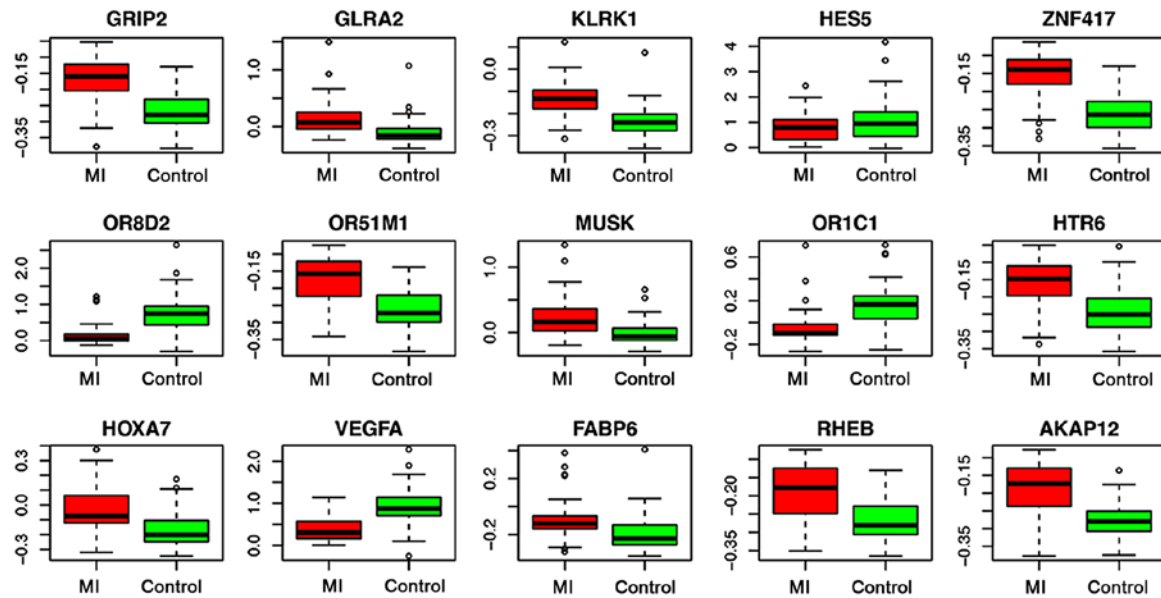 GRIP2 GLRA2 KLRK1 HES5 ZNF417
-0.15 -0.35 0.0 1.0 -0.3 0.0 0 1 2 3 4 -0.35 -0.15
MI Control MI Control MI Control MI Control MI Control
OR8D2 OR51M1 MUSK OR1C1 HTR6
0.0 1.0 2.0 -0.35 -0.15 0.0 1.0 -0.2 0.2 0.6 -0.35 -0.15
MI Control MI Control MI Control MI Control MI Control
HOXA7 VEGFA FABP6 RHEB AKAP12
-0.3 0.0 0.3 0.0 1.0 2.0 -0.2 0.2 -0.35 -0.20 -0.35 -0.15
MI Control MI Control MI Control MI Control MI Control